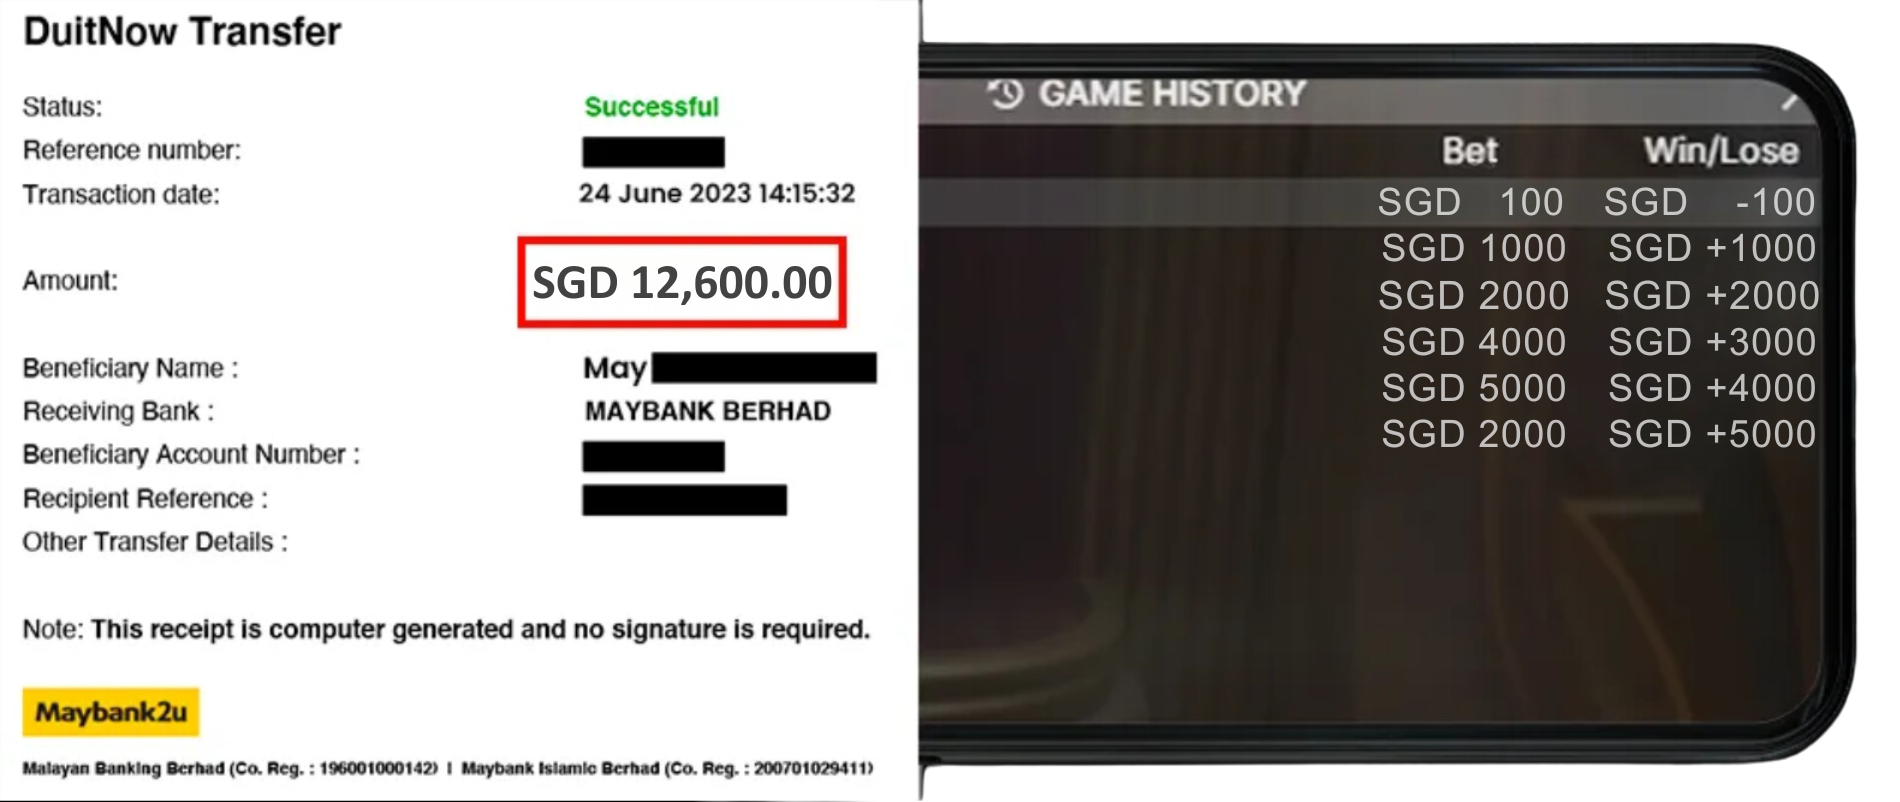 DuitNow Transfer
Status: Successful
Reference number:
Transaction date: 24 June 2023 14:15:32
Amount: SGD 12,600.00
Beneficiary Name : May
Receiving Bank : MAYBANK BERHAD
Beneficiary Account Number :
Recipient Reference :
Other Transfer Details :
Note: This receipt is computer generated and no signature is required.
Maybank2u
Malayan Banking Berhad (Co. Reg. : 196001000142) I Maybank Islamic Berhad (Co. Reg. : 200701029411)
GAME HISTORY
Bet Win/Lose
SGD 100 SGD -100
SGD 1000 SGD +1000
SGD 2000 SGD +2000
SGD 4000 SGD +3000
SGD 5000 SGD +4000
SGD 2000 SGD +5000